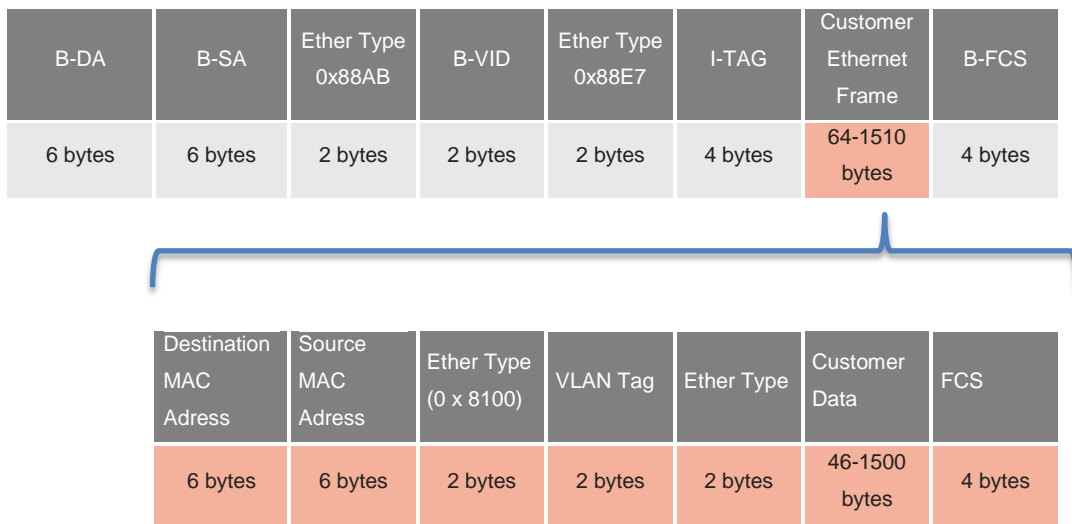 B-DA
B-SA
Ether Type
0x88AB
B-VID
Ether Type
0x88E7
I-TAG
Customer
Ethernet
Frame
B-FCS
6 bytes
6 bytes
2 bytes
2 bytes
2 bytes
4 bytes
64-1510
bytes
4 bytes
Destination
MAC
Adress
Source
MAC
Adress
Ether Type
(0 x 8100)
VLAN Tag
Ether Type
Customer
Data
FCS
6 bytes
6 bytes
2 bytes
2 bytes
2 bytes
46-1500
bytes
4 bytes